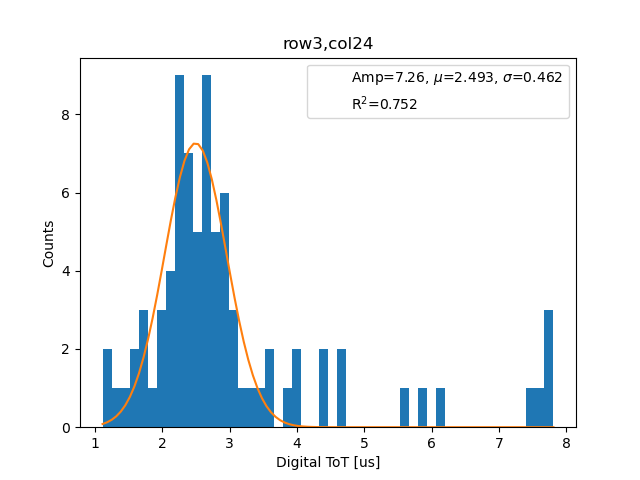 row3,col24
Amp=7.26, μ=2.493, σ=0.462
R²=0.752
Counts
8
6
4
2
0
1 2 3 4 5 6 7 8
Digital ToT [us]